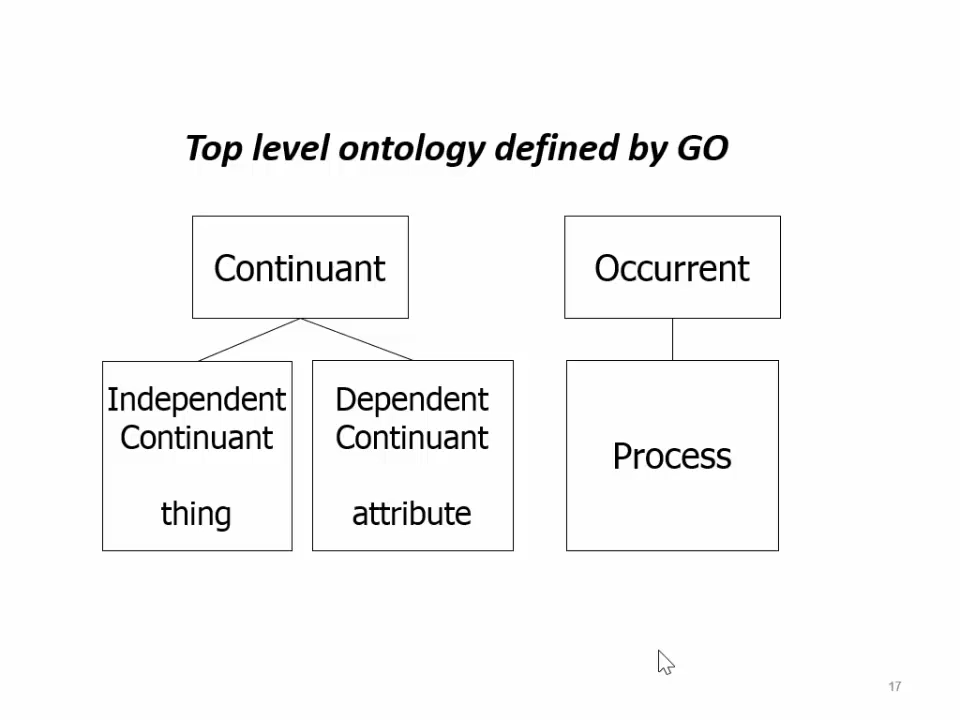 Top level ontology defined by GO
Continuant
Occurrent
Independent
Continuant
thing
Dependent
Continuant
attribute
Process
17